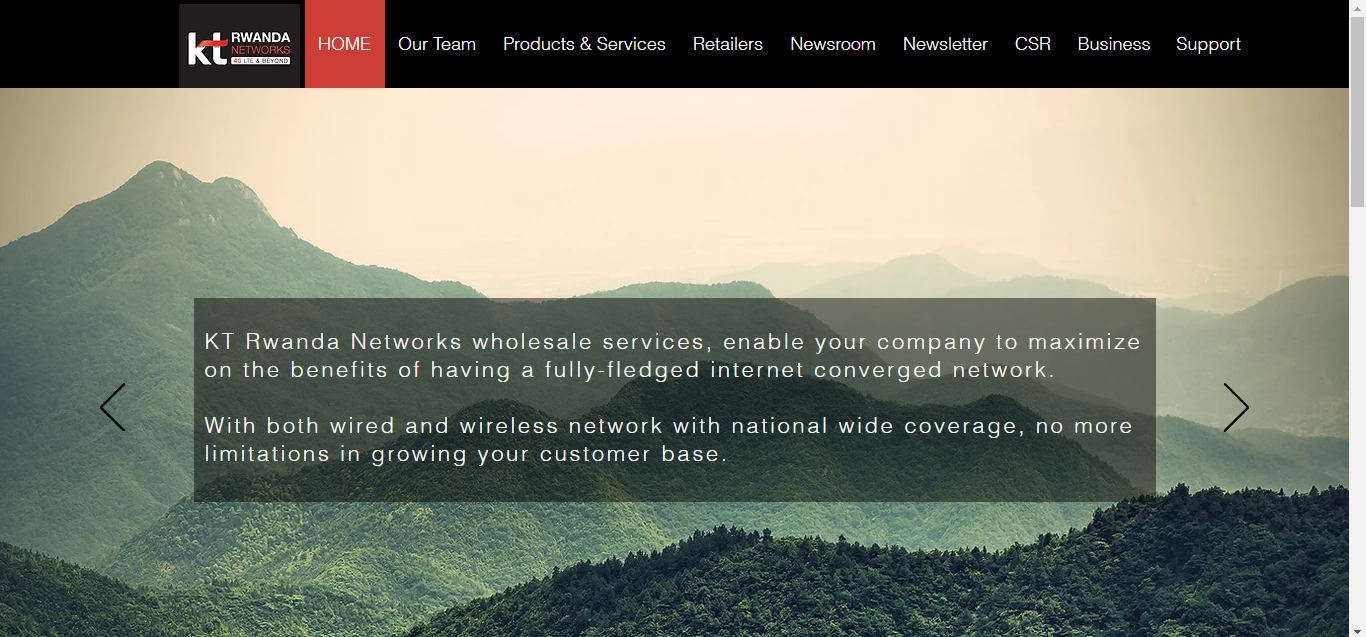 kt RWANDA
NETWORKS
4G LTE & BEYOND
HOME Our Team Products & Services Retailers Newsroom Newsletter CSR Business Support
KT Rwanda Networks wholesale services, enable your company to maximize
on the benefits of having a fully-fledged internet converged network.
With both wired and wireless network with national wide coverage, no more
limitations in growing your customer base.